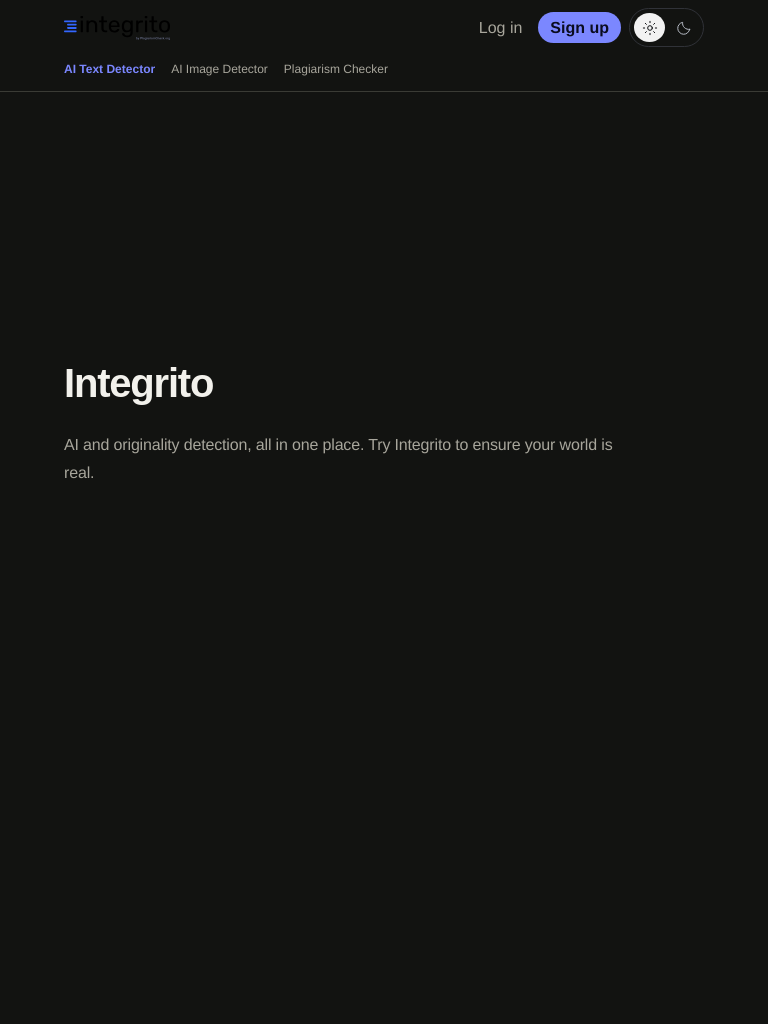 integrito
Log in
Sign up
AI Text Detector
AI Image Detector
Plagiarism Checker
Integrito
AI and originality detection, all in one place. Try Integrito to ensure your world is
real.